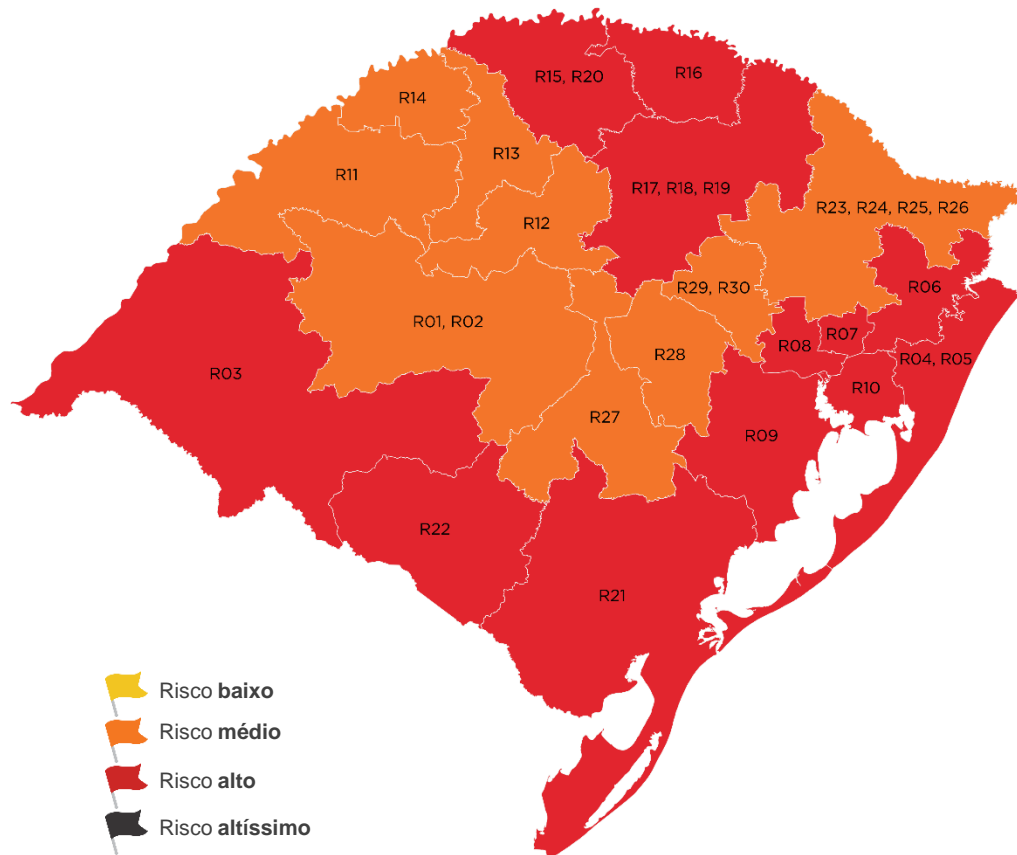 R15, R20
R16
R14
R13
R11
R17, R18, R19
R23, R24, R25, R26
R12
R06
R29, R30
R01, R02
R07
R08
R28
R04, R05
R03
R10
R27
R09
R22
R21
Risco baixo
Risco médio
Risco alto
Risco altíssimo